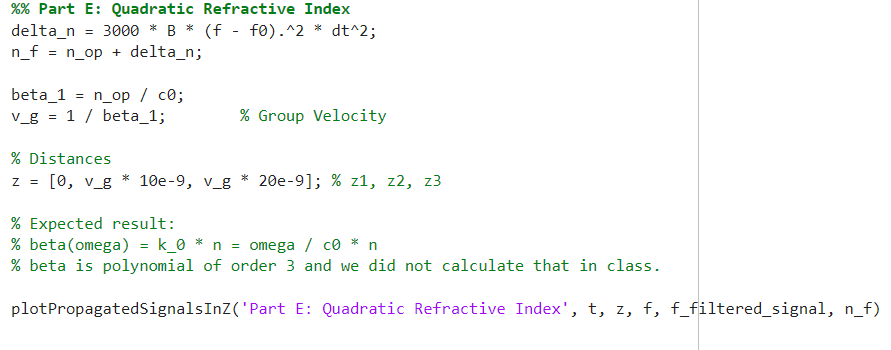 %% Part E: Quadratic Refractive Index
delta_n = 3000 * B * (f - f0).^2 * dt^2;
n_f = n_op + delta_n;
beta_1 = n_op / c0;
v_g = 1 / beta_1;        % Group Velocity
% Distances
z = [0, v_g * 10e-9, v_g * 20e-9]; % z1, z2, z3
% Expected result:
% beta(omega) = k_0 * n = omega / c0 * n
% beta is polynomial of order 3 and we did not calculate that in class.
plotPropagatedSignalsInZ('Part E: Quadratic Refractive Index', t, z, f, f_filtered_signal, n_f)